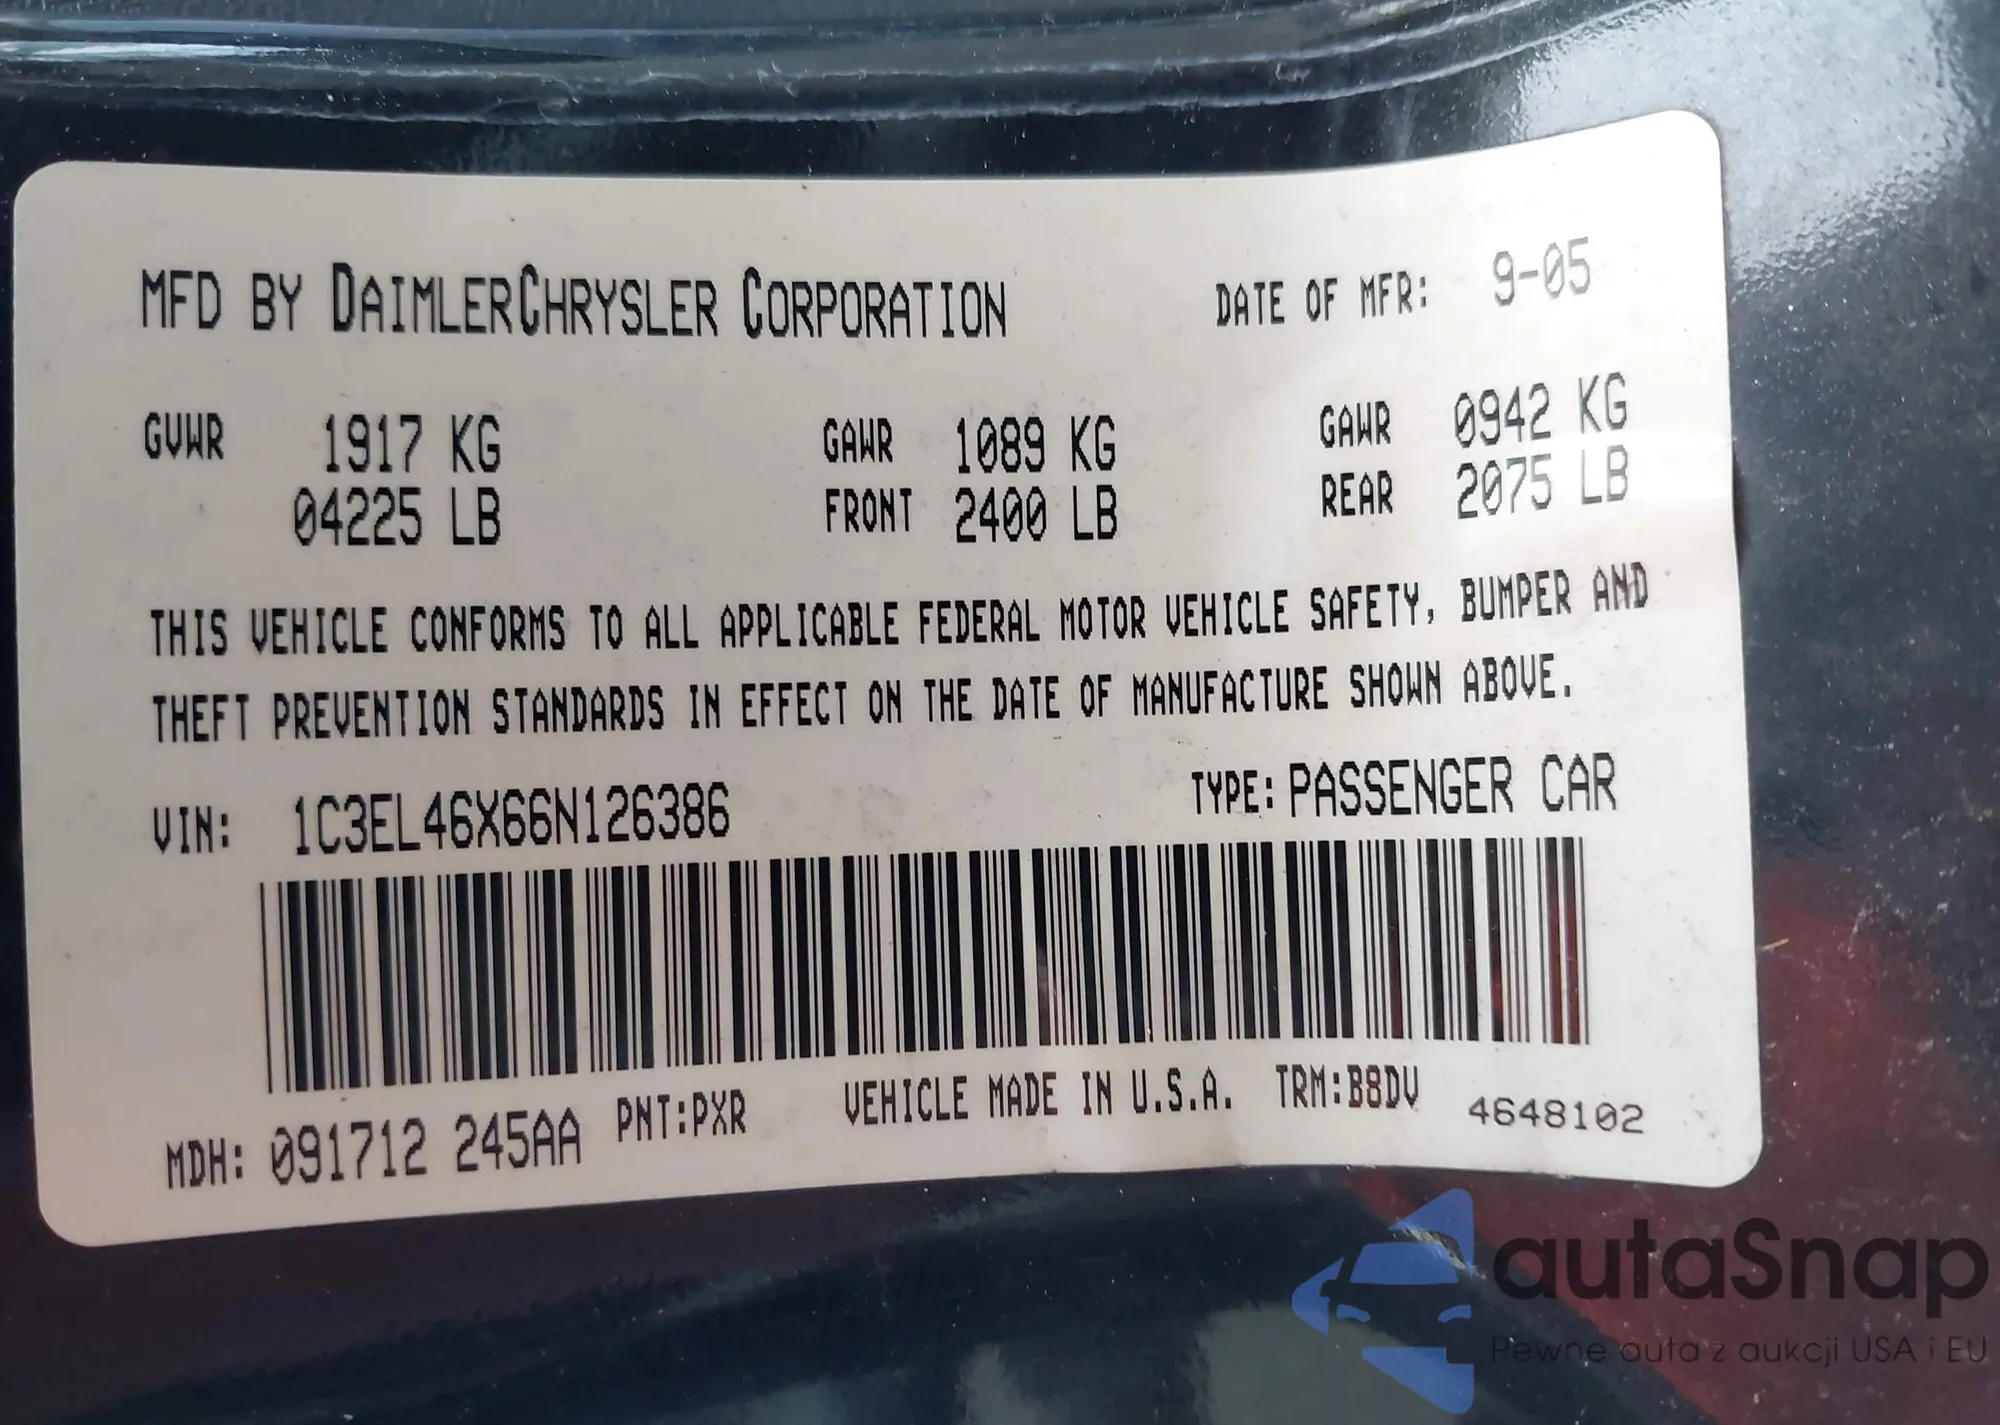 MFD BY DAIMLERCHRYSLER CORPORATION DATE OF MFR: 9-05
GVWR 1917 KG GAWR 1089 KG GAWR 0942 KG
04225 LB FRONT 2400 LB REAR 2075 LB
THIS VEHICLE CONFORMS TO ALL APPLICABLE FEDERAL MOTOR VEHICLE SAFETY, BUMPER AND
THEFT PREVENTION STANDARDS IN EFFECT ON THE DATE OF MANUFACTURE SHOWN ABOVE.
VIN: 1C3EL46X66N126386 TYPE: PASSENGER CAR
MDH: 091712 245AA PNT:PXR VEHICLE MADE IN U.S.A. TRM:B8DV 4648102
autaSnap
Pewne auta z aukcji USA i EU